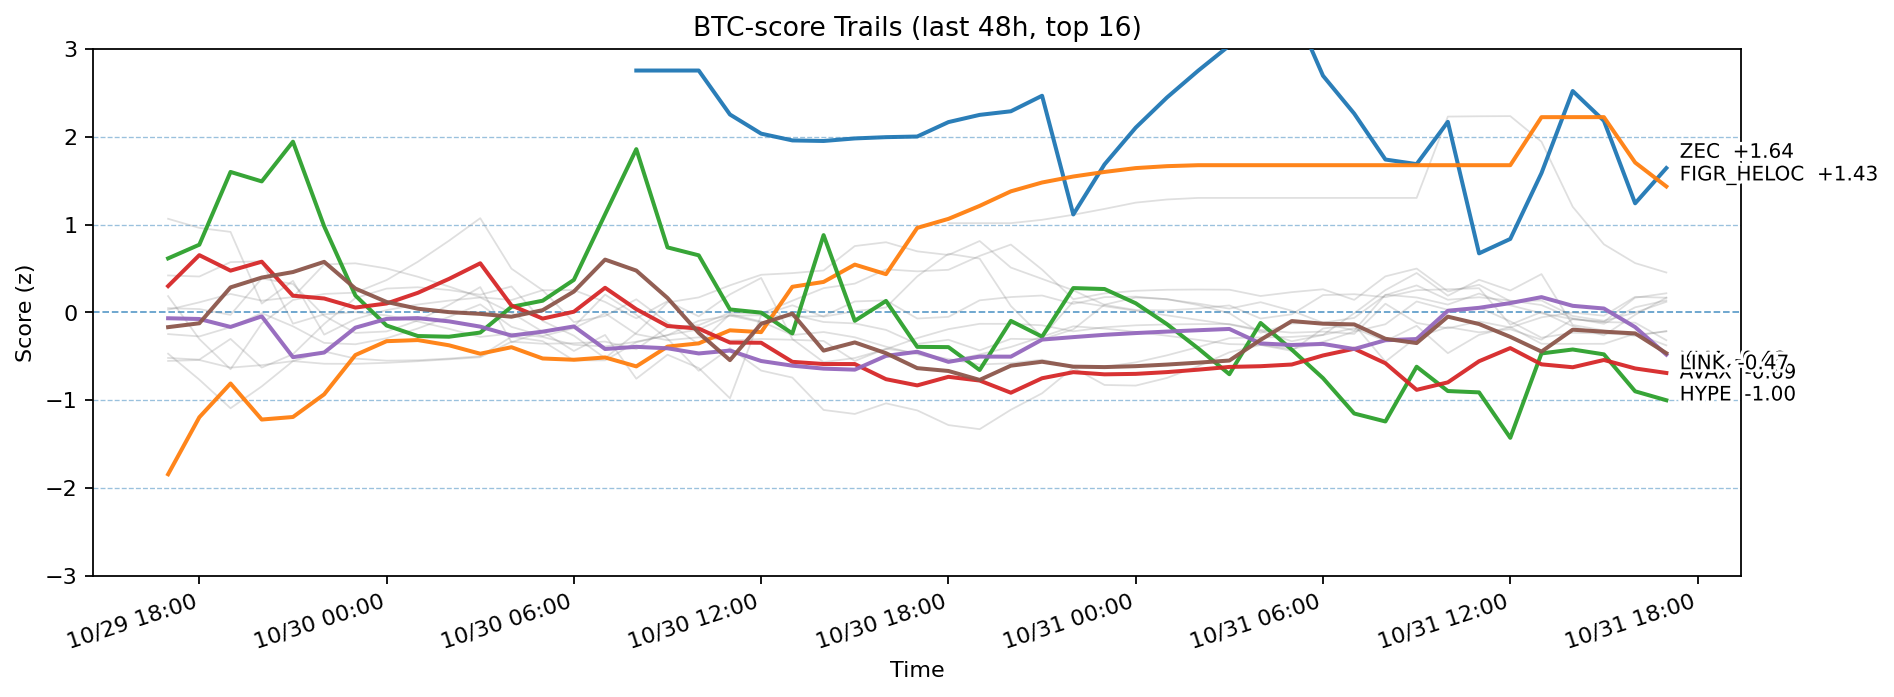 BTC-score Trails (last 48h, top 16)
Score (z)
3
2
1
0
−1
−2
−3
ZEC +1.64
FIGR_HELOC +1.43
LINK -0.47
AVAX -0.69
HYPE -1.00
10/29 18:00
10/30 00:00
10/30 06:00
10/30 12:00
10/30 18:00
10/31 00:00
10/31 06:00
10/31 12:00
10/31 18:00
Time